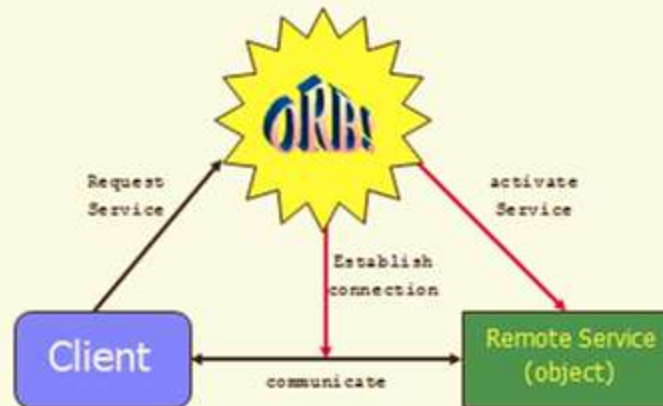 ORB!
Request
Service
activate
Service
Establish
connection
Client
communicate
Remote Service
(object)